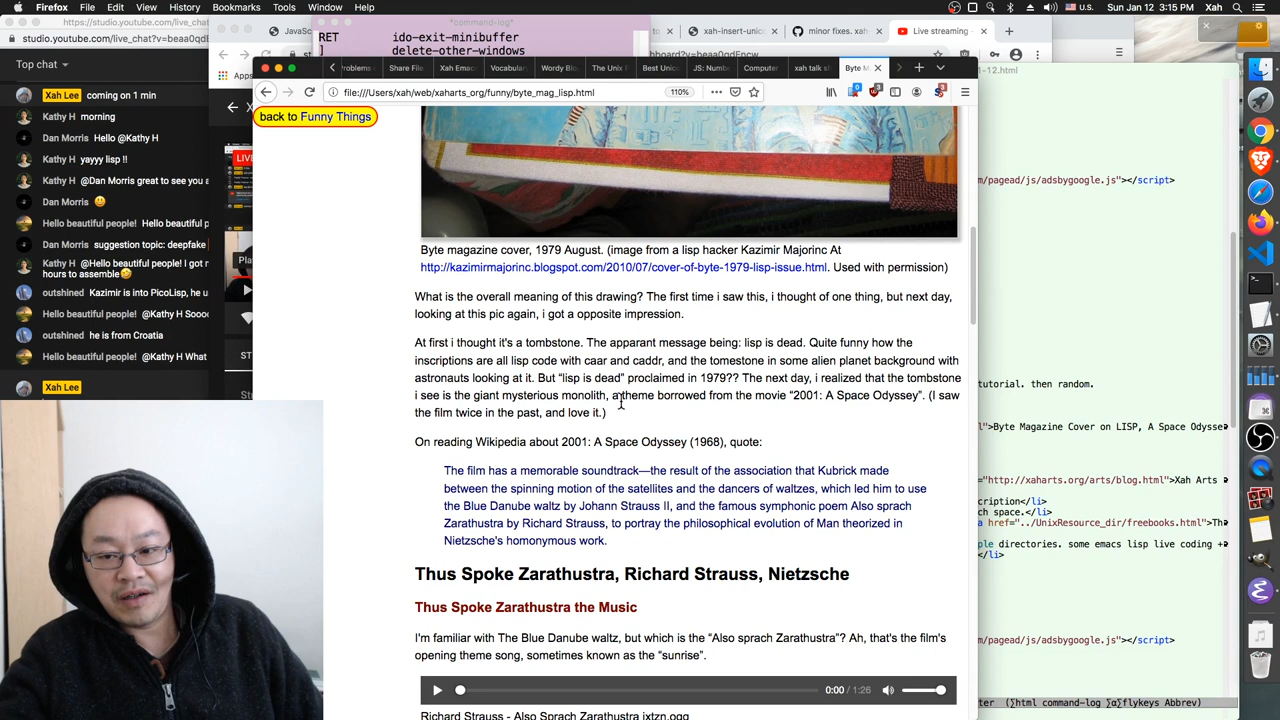 Firefox File Edit View History Bookmarks Tools Window Help
U.S. Sun Jan 12 3:15 PM Xah
https://studio.youtube.com/live_chat?v=beaa0qdE
studio.youtube.com/live_chat?v=beaa0qdE
*command-log*
RET ido-exit-minibuffer
] delete-other-windows
JavaSc
xah-insert-unic
minor fixes. · xah
Live streaming -
board?v=beaa0qdEncw
Apps
Top chat
Xah Lee coming on 1 min
Kathy H morning
Dan Morris Hello @Kathy H
Kathy H yayyy lisp !!
Kathy H @Dan Morris great to see you a
Dan Morris
Hello beautiful people! Hello beautiful
Dan Morris suggestion topic: deepfake
Hello beautiful people! I got
hours to assemble
outshined Kazimir is into PicoLisp, he
Hello beautiful people! @Kathy H Sooo
outshined he is from Croatia
Hello beautiful people! @Kathy H What
Xah Lee
LIVE
Play
ST
Problems
Share File
Xah Emac
Vocabular
Wordy Blo
The Unix P
Best Unico
JS: Numbe
Computer
xah talk sh
Byte M
file:///Users/xah/web/xaharts_org/funny/byte_mag_lisp.html
110%
back to Funny Things
Byte magazine cover, 1979 August. (image from a lisp hacker Kazimir Majorinc At
http://kazimirmajorinc.blogspot.com/2010/07/cover-of-byte-1979-lisp-issue.html. Used with permission)
What is the overall meaning of this drawing? The first time i saw this, i thought of one thing, but next day,
looking at this pic again, i got a opposite impression.
At first i thought it's a tombstone. The apparant message being: lisp is dead. Quite funny how the
inscriptions are all lisp code with caar and caddr, and the tomestone in some alien planet background with
astronauts looking at it. But “lisp is dead” proclaimed in 1979?? The next day, i realized that the tombstone
i see is the giant mysterious monolith, a theme borrowed from the movie “2001: A Space Odyssey”. (I saw
the film twice in the past, and love it.)
On reading Wikipedia about 2001: A Space Odyssey (1968), quote:
The film has a memorable soundtrack—the result of the association that Kubrick made
between the spinning motion of the satellites and the dancers of waltzes, which led him to use
the Blue Danube waltz by Johann Strauss II, and the famous symphonic poem Also sprach
Zarathustra by Richard Strauss, to portray the philosophical evolution of Man theorized in
Nietzsche's homonymous work.
Thus Spoke Zarathustra, Richard Strauss, Nietzsche
Thus Spoke Zarathustra the Music
I'm familiar with The Blue Danube waltz, but which is the “Also sprach Zarathustra”? Ah, that's the film's
opening theme song, sometimes known as the “sunrise”.
0:00 / 1:26
Richard Strauss - Also Sprach Zarathustra ixtzn.ogg
1-12.html
m/pagead/js/adsbygoogle.js"></script>
tutorial. then random.
l">Byte Magazine Cover on LISP, A Space Odysse
="http://xaharts.org/arts/blog.html">Xah Arts
cription</li>
ch space.</li>
a href="../UnixResource_dir/freebooks.html">Th
ple directories. some emacs lisp live coding +
</li>
m/pagead/js/adsbygoogle.js"></script>
ter (∑html command-log ∑α∑flykeys Abbrev)